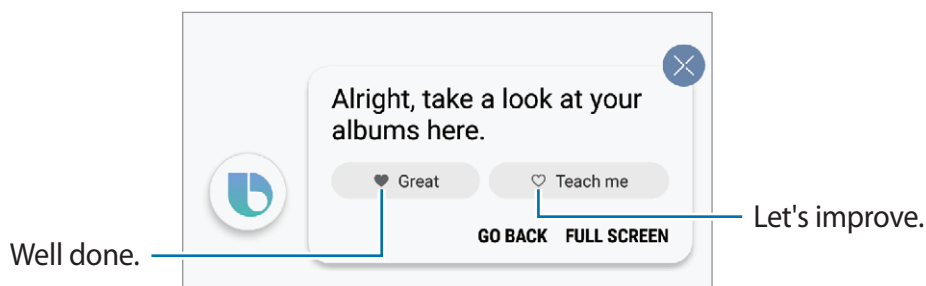 Alright, take a look at your
albums here.
Great
Teach me
Let's improve.
GO BACK FULL SCREEN
Well done.